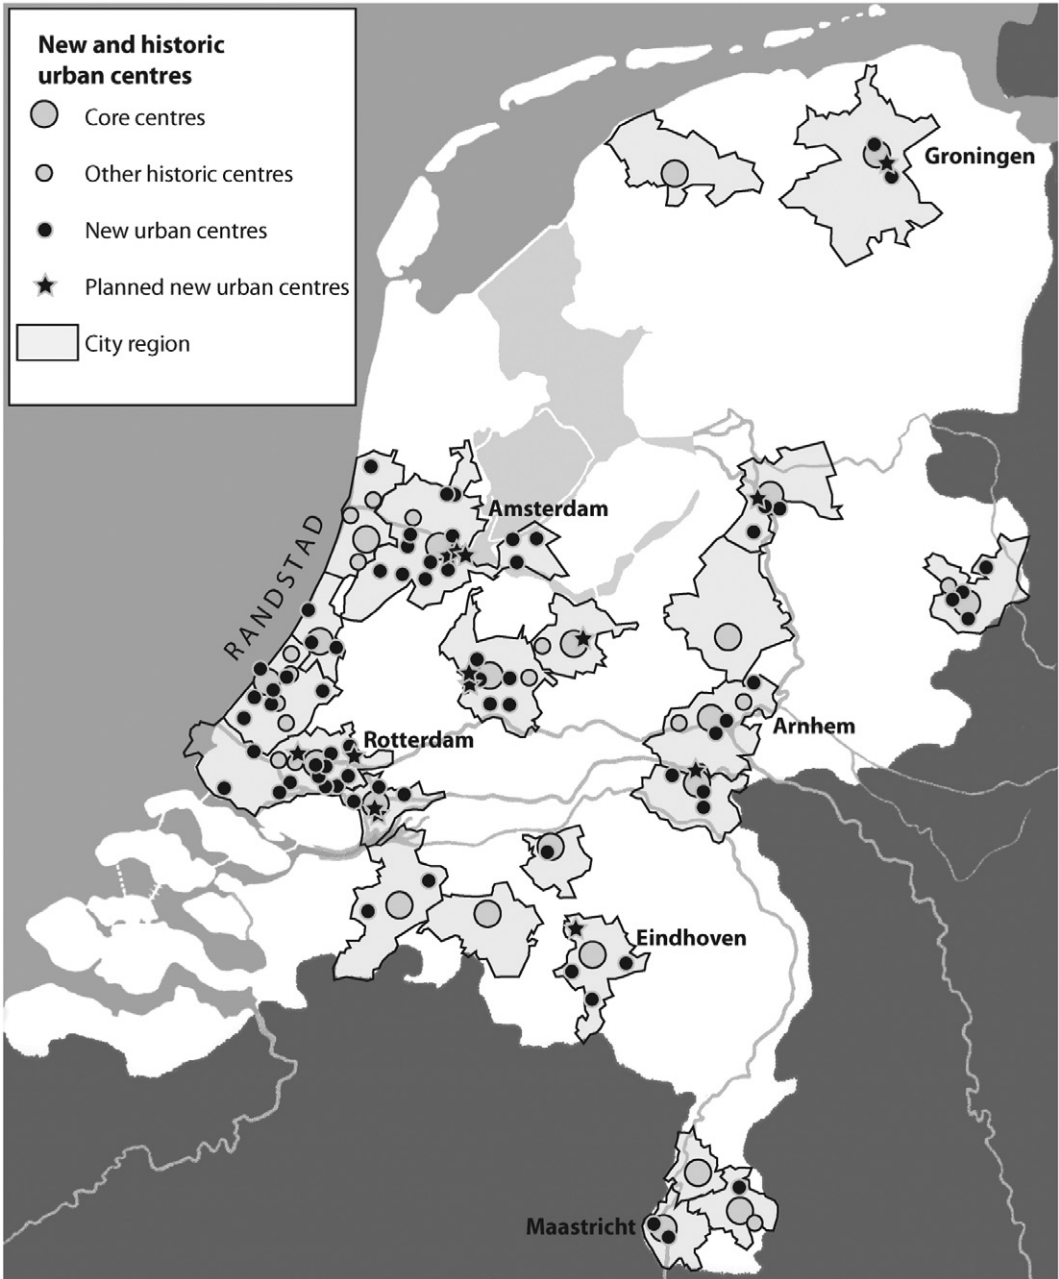 New and historic
urban centres
Core centres
Other historic centres
New urban centres
Planned new urban centres
City region
Groningen
Amsterdam
RANDSTAD
Arnhem
Rotterdam
Eindhoven
Maastricht